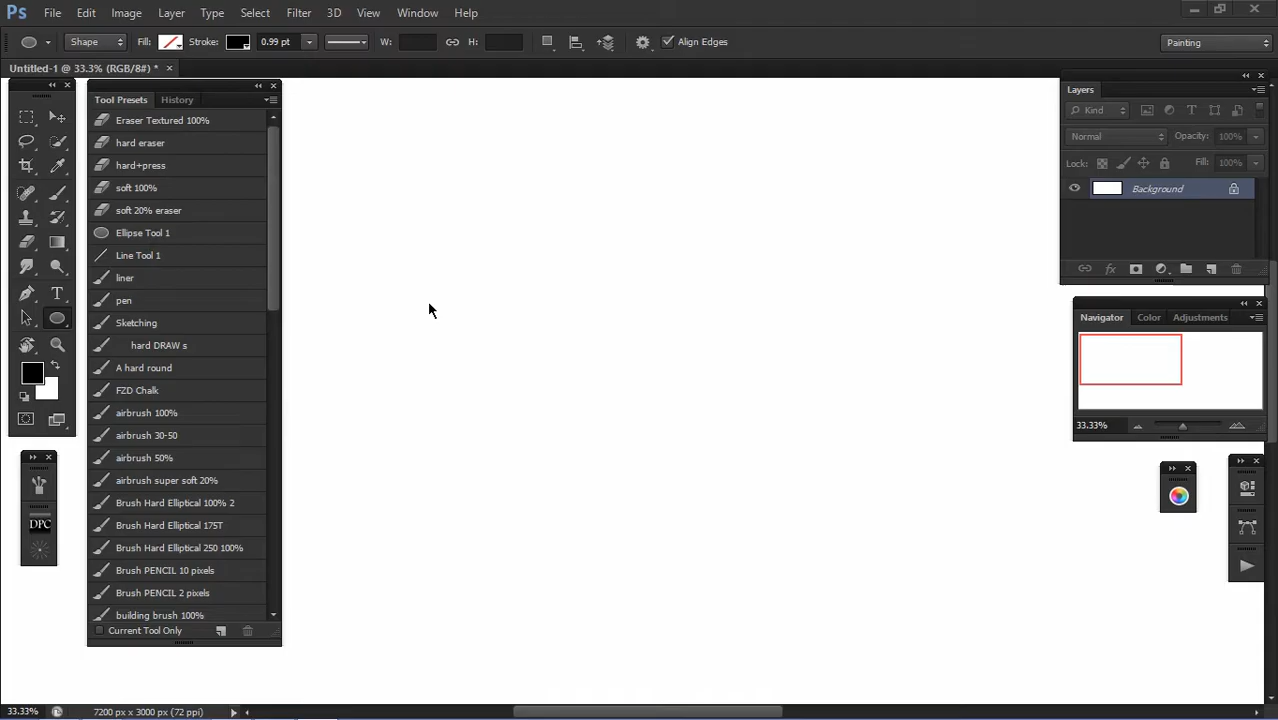 Ps File Edit Image Layer Type Select Filter 3D View Window Help
Shape Fill: Stroke: 0.99 pt W: H: Align Edges Painting
Untitled-1 @ 33.3% (RGB/8#) * ×
Tool Presets History
Eraser Textured 100%
hard eraser
hard+press
soft 100%
soft 20% eraser
Ellipse Tool 1
Line Tool 1
liner
pen
Sketching
hard DRAW s
A hard round
FZD Chalk
airbrush 100%
airbrush 30-50
airbrush 50%
airbrush super soft 20%
Brush Hard Elliptical 100% 2
Brush Hard Elliptical 175T
Brush Hard Elliptical 250 100%
Brush PENCIL 10 pixels
Brush PENCIL 2 pixels
building brush 100%
Current Tool Only
DPC
Layers
Kind
Normal Opacity: 100%
Lock: Fill: 100%
Background
Navigator Color Adjustments
33.33%
33.33% 7200 px x 3000 px (72 ppi)